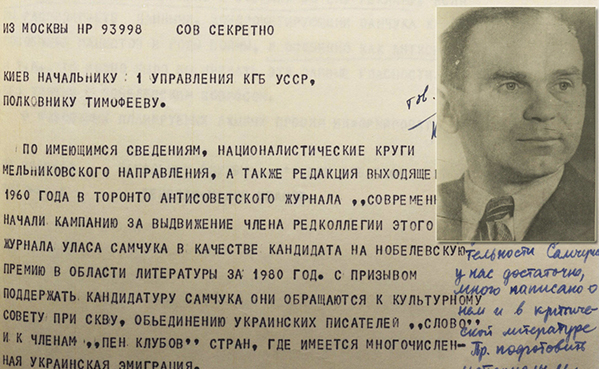 ИЗ МОСКВЫ НР 93998 СОВ СЕКРЕТНО
КИЕВ НАЧАЛЬНИКУ 1 УПРАВЛЕНИЯ КГБ УССР,
ПОЛКОВНИКУ ТИМОФЕЕВУ.
тов.
ПО ИМЕЮЩИМСЯ СВЕДЕНИЯМ, НАЦИОНАЛИСТИЧЕСКИЕ КРУГИ
МЕЛЬНИКОВСКОГО НАПРАВЛЕНИЯ, А ТАКЖЕ РЕДАКЦИЯ ВЫХОДЯЩЕ
1960 ГОДА В ТОРОНТО АНТИСОВЕТСКОГО ЖУРНАЛА ,,СОВРЕМЕН
НАЧАЛИ КАМПАНИЮ ЗА ВЫДВИЖЕНИЕ ЧЛЕНА РЕДКОЛЛЕГИИ ЭТОГО
ЖУРНАЛА УЛАСА САМЧУКА В КАЧЕСТВЕ КАНДИДАТА НА НОБЕЛЕВСКУЮ
ПРЕМИЮ В ОБЛАСТИ ЛИТЕРАТУРЫ ЗА 1980 ГОД. С ПРИЗЫВОМ
ПОДДЕРЖАТЬ КАНДИДАТУРУ САМЧУКА ОНИ ОБРАЩАЮТСЯ К КУЛЬТУРНОМУ
СОВЕТУ ПРИ СКВУ, ОБЪЕДИНЕНИЮ УКРАИНСКИХ ПИСАТЕЛЕЙ ,,СЛОВО"
И К ЧЛЕНАМ ,,ПЕН КЛУБОВ" СТРАН, ГДЕ ИМЕЕТСЯ МНОГОЧИСЛЕН-
НАЯ УКРАИНСКАЯ ЭМИГРАЦИЯ.
тельности Самчука
у нас достаточно,
много написано о
нем и в критиче-
ской литературе
Пр. подготовить